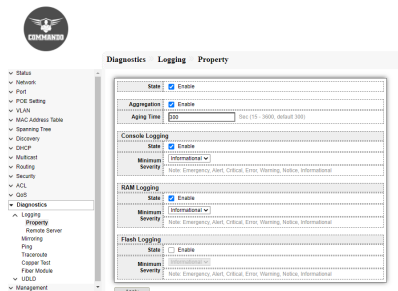 COMMANDO
Diagnostics Logging Property
Status
Network
Port
POE Setting
VLAN
MAC Address Table
Spanning Tree
Discovery
DHCP
Multicast
Routing
Security
ACL
QoS
Diagnostics
Logging
Property
Remote Server
Mirroring
Ping
Traceroute
Copper Test
Fiber Module
UDLD
Management
State Enable
Aggregation Enable
Aging Time 300 Sec (15 - 3600, default 300)
Console Logging
State Enable
Minimum Severity Informational
Note: Emergency, Alert, Critical, Error, Warning, Notice, Informational
RAM Logging
State Enable
Minimum Severity Informational
Note: Emergency, Alert, Critical, Error, Warning, Notice, Informational
Flash Logging
State Enable
Minimum Severity Informational
Note: Emergency, Alert, Critical, Error, Warning, Notice, Informational